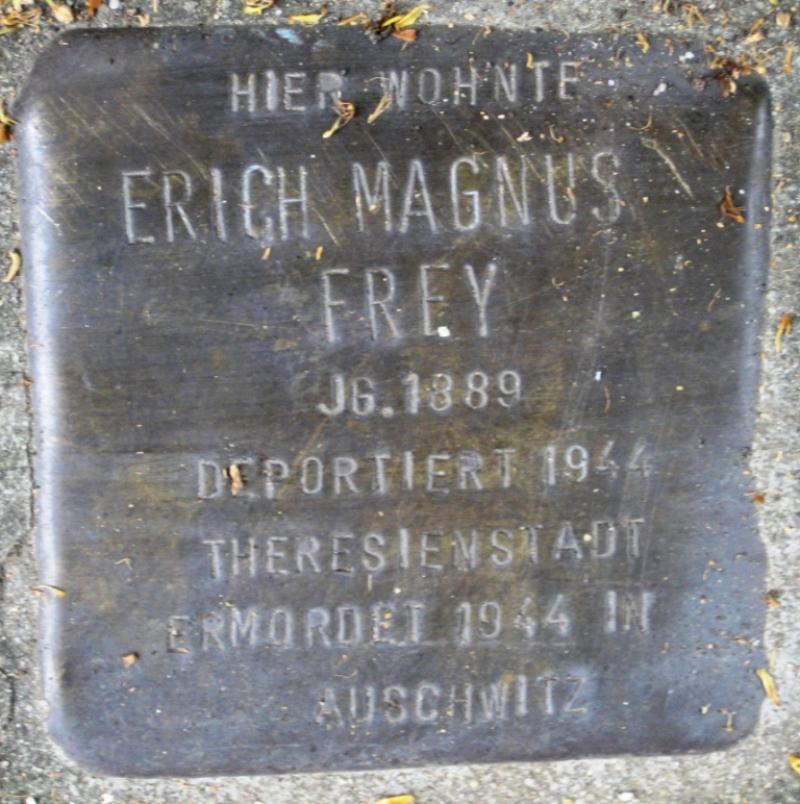 HIER WOHNTE
ERICH MAGNUS
FREY
JG. 1889
DEPORTIERT 1944
THERESIENSTADT
ERMORDET 1944 IN
AUSCHWITZ